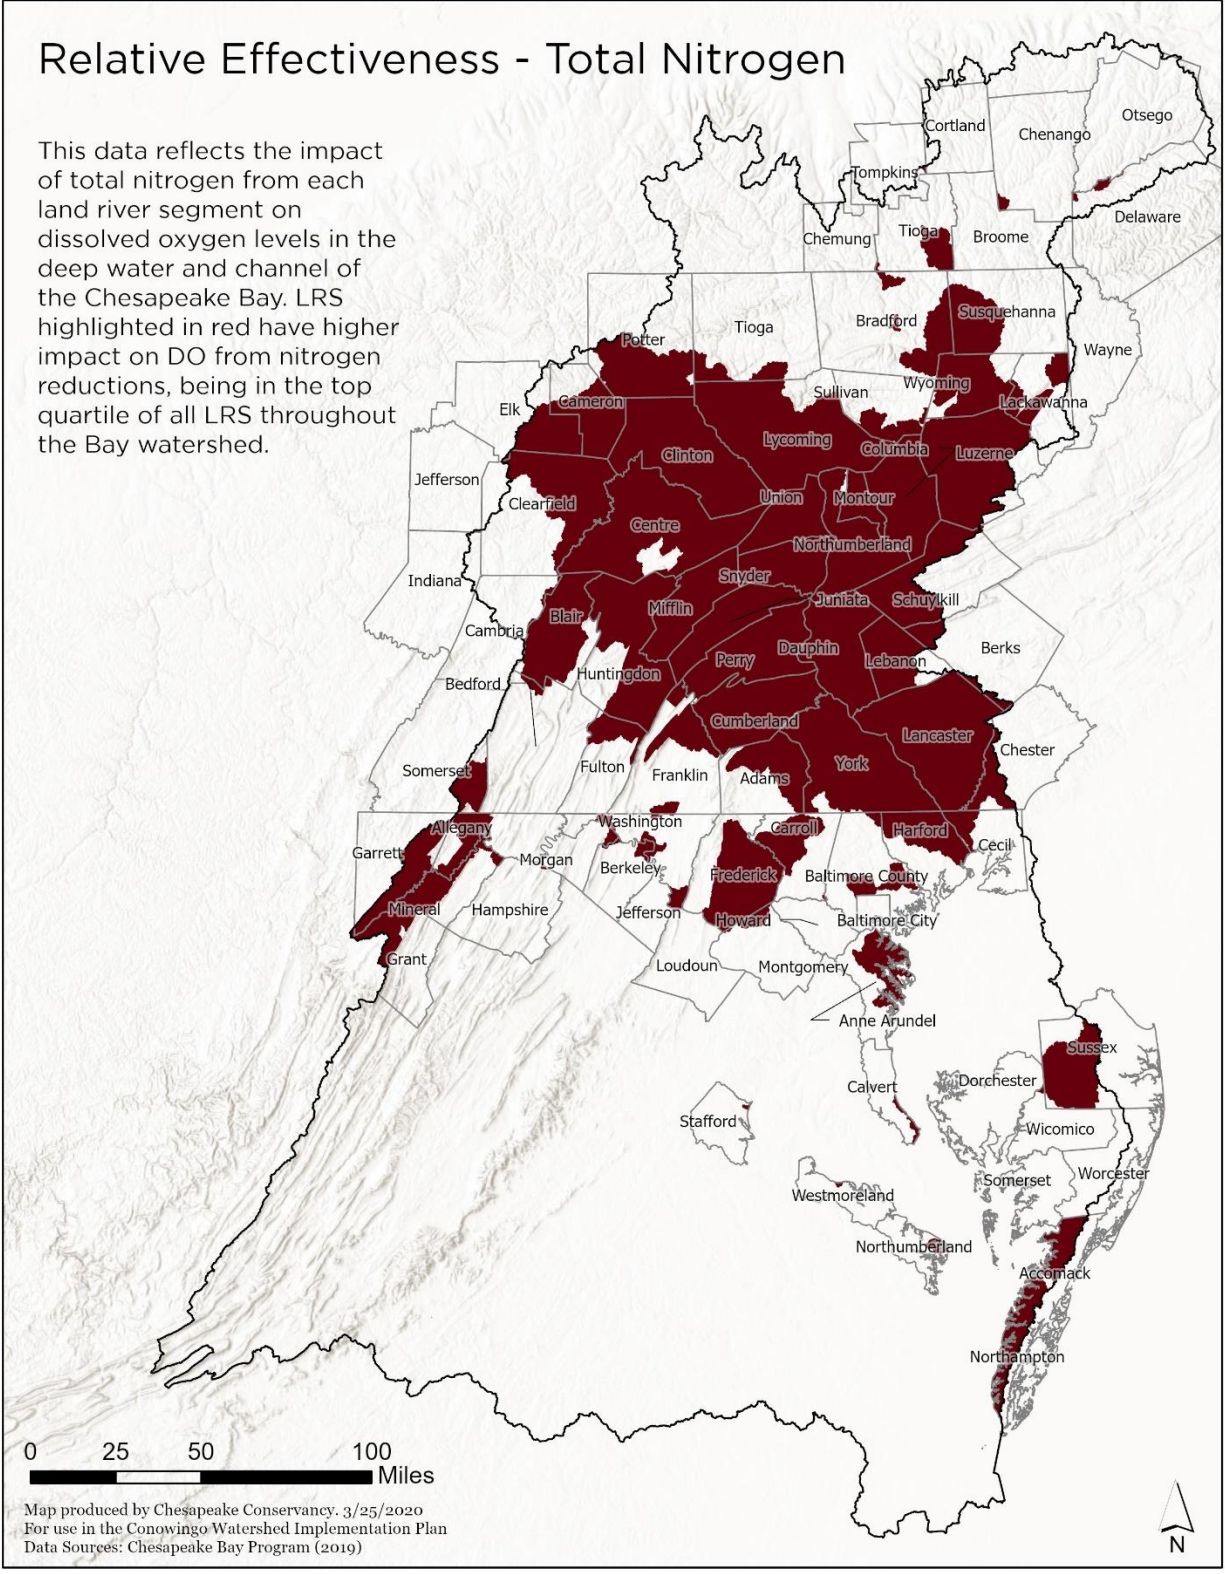 Relative Effectiveness - Total Nitrogen
This data reflects the impact
of total nitrogen from each
land river segment on
dissolved oxygen levels in the
deep water and channel of
the Chesapeake Bay. LRS
highlighted in red have higher
impact on DO from nitrogen
reductions, being in the top
quartile of all LRS throughout
the Bay watershed.
Otsego
Cortland
Chenango
Tompkins
Delaware
Tioga
Broome
Chemung
Susquehanna
Bradford
Tioga
Potter
Wayne
Wyoming
Sullivan
Cameron
Lackawanna
Elk
Lycoming
Columbia
Luzerne
Clinton
Jefferson
Union
Montour
Clearfield
Centre
Northumberland
Snyder
Indiana
Juniata
Schuylkill
Mifflin
Blair
Cambria
Dauphin
Berks
Perry
Lebanon
Huntingdon
Bedford
Cumberland
Lancaster
Chester
York
Fulton
Somerset
Franklin
Adams
Washington
Allegany
Carroll
Harford
Cecil
Garrett
Morgan
Berkeley
Frederick
Baltimore County
Mineral
Hampshire
Jefferson
Howard
Baltimore City
Grant
Loudoun
Montgomery
Anne Arundel
Sussex
Dorchester
Calvert
Stafford
Wicomico
Worcester
Somerset
Westmoreland
Northumberland
Accomack
Northampton
0 25 50 100
Miles
Map produced by Chesapeake Conservancy. 3/25/2020
For use in the Conowingo Watershed Implementation Plan
Data Sources: Chesapeake Bay Program (2019)
N